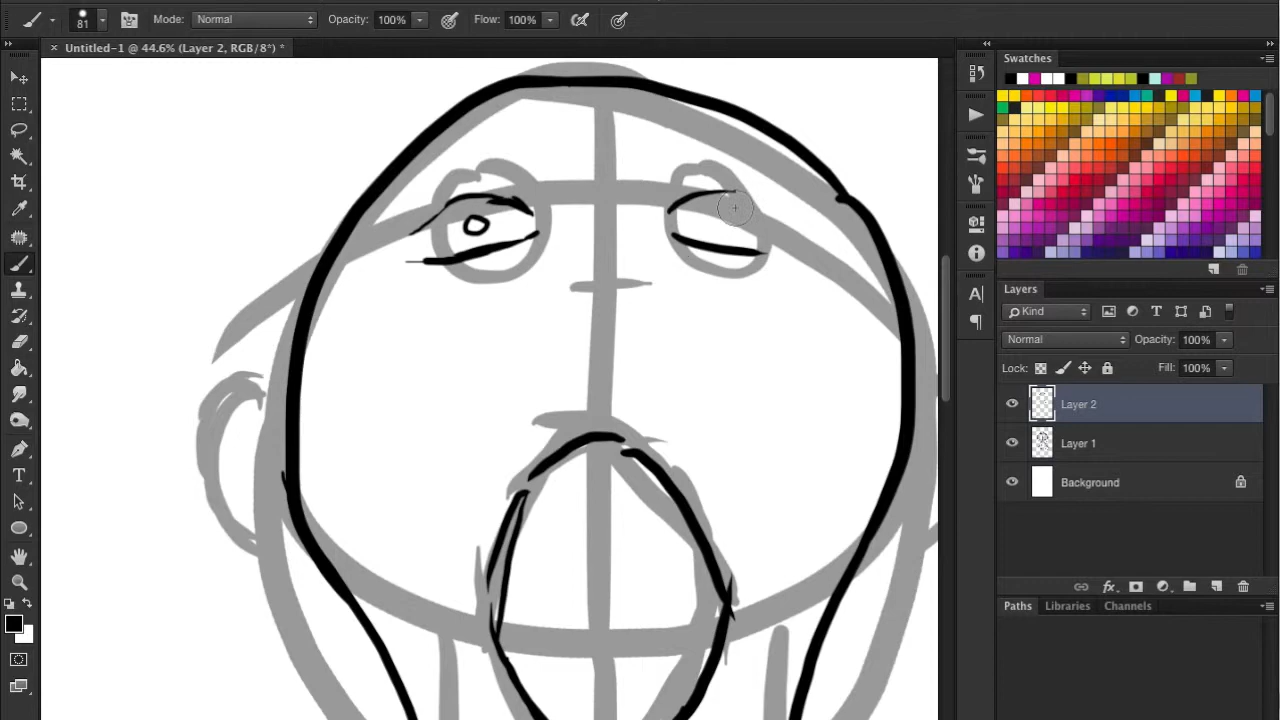 81 Mode: Normal Opacity: 100% Flow: 100%
× Untitled-1 @ 44.6% (Layer 2, RGB/8*) *
Swatches
Layers
Kind
Normal Opacity: 100%
Lock: Fill: 100%
Layer 2
Layer 1
Background
Paths Libraries Channels